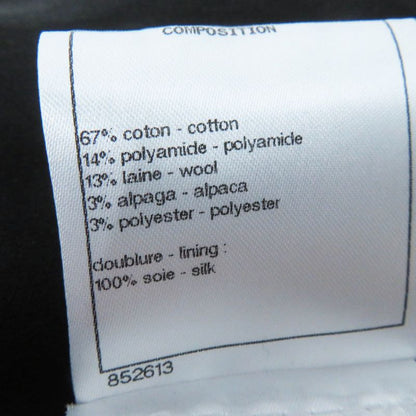 COMPOSITION
67% coton - cotton
14% polyamide - polyamide
13% laine - wool
3% alpaga - alpaca
3% polyester - polyester
doublure - lining :
100% soie - silk
852613